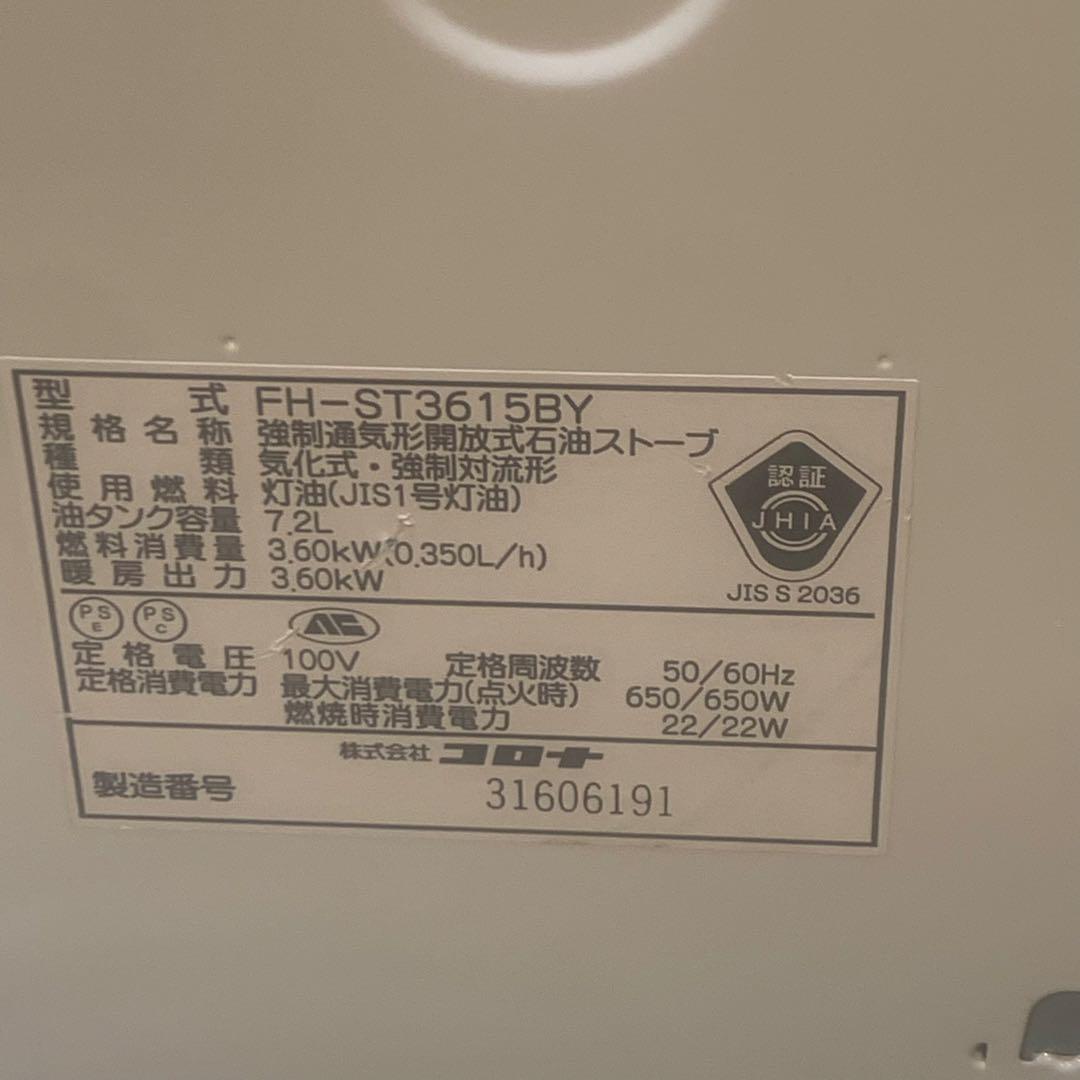 型式 FH-ST3615BY
規格名称 強制通気形開放式石油ストーブ
種類 気化式・強制対流形
使用燃料 灯油(JIS1号灯油)
油タンク容量 7.2L
燃料消費量 3.60kW(0.350L/h)
暖房出力 3.60kW
認証
JHIA
JIS S 2036
PS E PS C
定格電圧 100V 定格周波数 50/60Hz
定格消費電力 最大消費電力(点火時) 650/650W
燃焼時消費電力 22/22W
株式会社 コロナ
製造番号 31606191